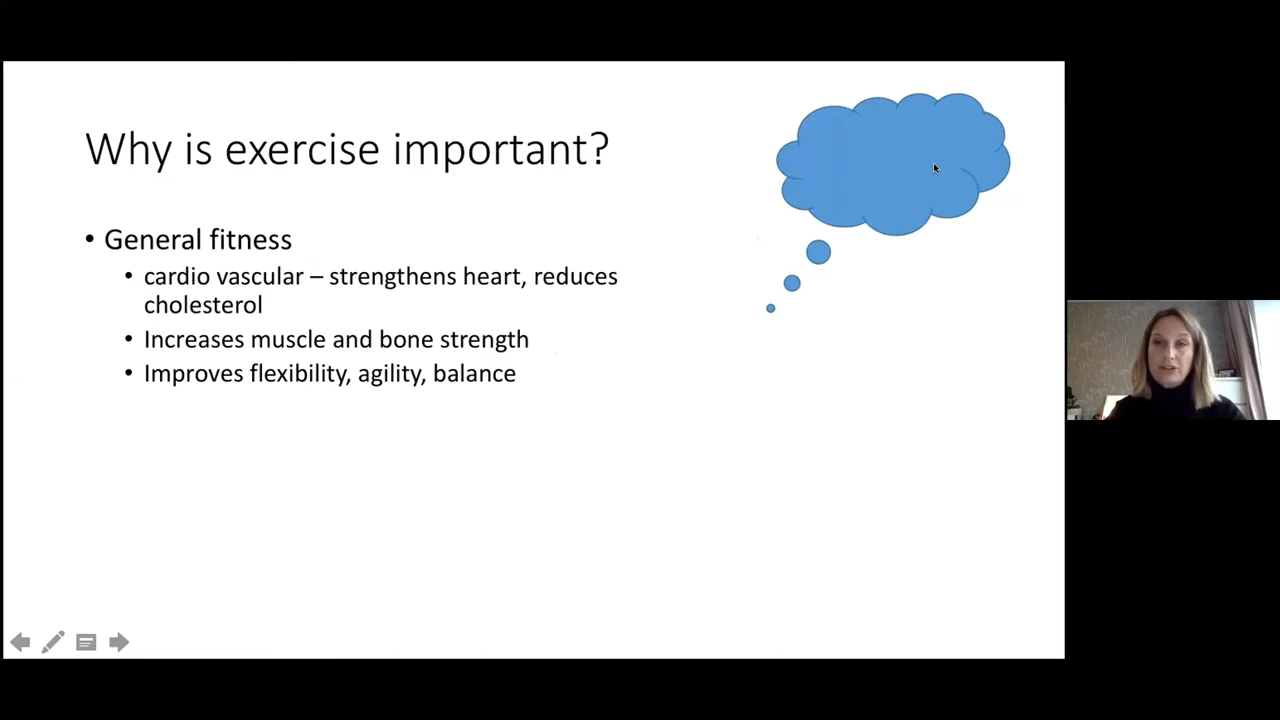 Why is exercise important?
• General fitness
• cardio vascular – strengthens heart, reduces
cholesterol
• Increases muscle and bone strength
• Improves flexibility, agility, balance